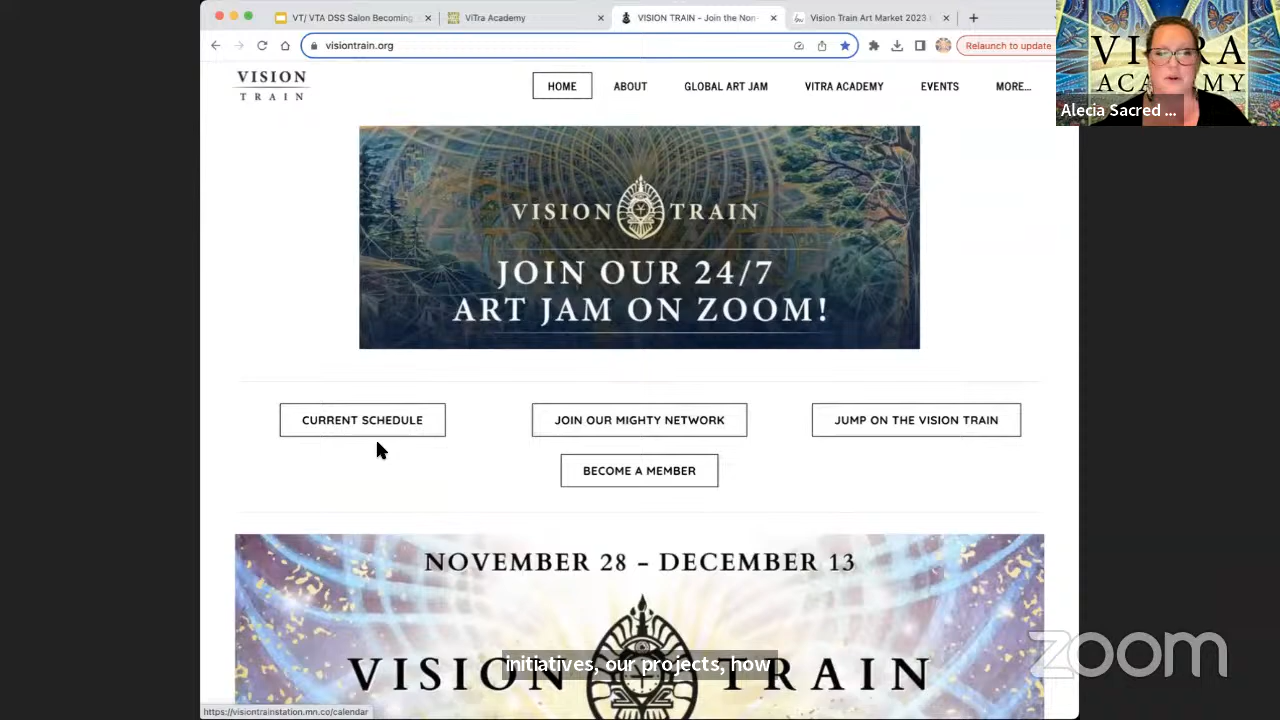 VT/ VTA DSS Salon Becoming
ViTra Academy
VISION TRAIN - Join the Non-
Vision Train Art Market 2023
visiontrain.org
Relaunch to update
VISION
TRAIN
HOME
ABOUT
GLOBAL ART JAM
VITRA ACADEMY
EVENTS
MORE...
VI RA
ACADEMY
Alecia Sacred ...
VISION TRAIN
JOIN OUR 24/7
ART JAM ON ZOOM!
CURRENT SCHEDULE
JOIN OUR MIGHTY NETWORK
JUMP ON THE VISION TRAIN
BECOME A MEMBER
NOVEMBER 28 – DECEMBER 13
VISION TRAIN
initiatives, our projects, how
zoom
https://visiontrainstation.mn.co/calendar